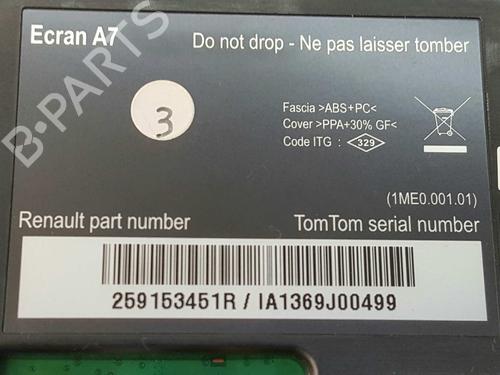 Ecran A7
Do not drop - Ne pas laisser tomber
3
Fascia >ABS+PC<
Cover >PPA+30% GF<
Code ITG : 329
(1ME0.001.01)
Renault part number
TomTom serial number
259153451R / IA1369J00499
B-PARTS